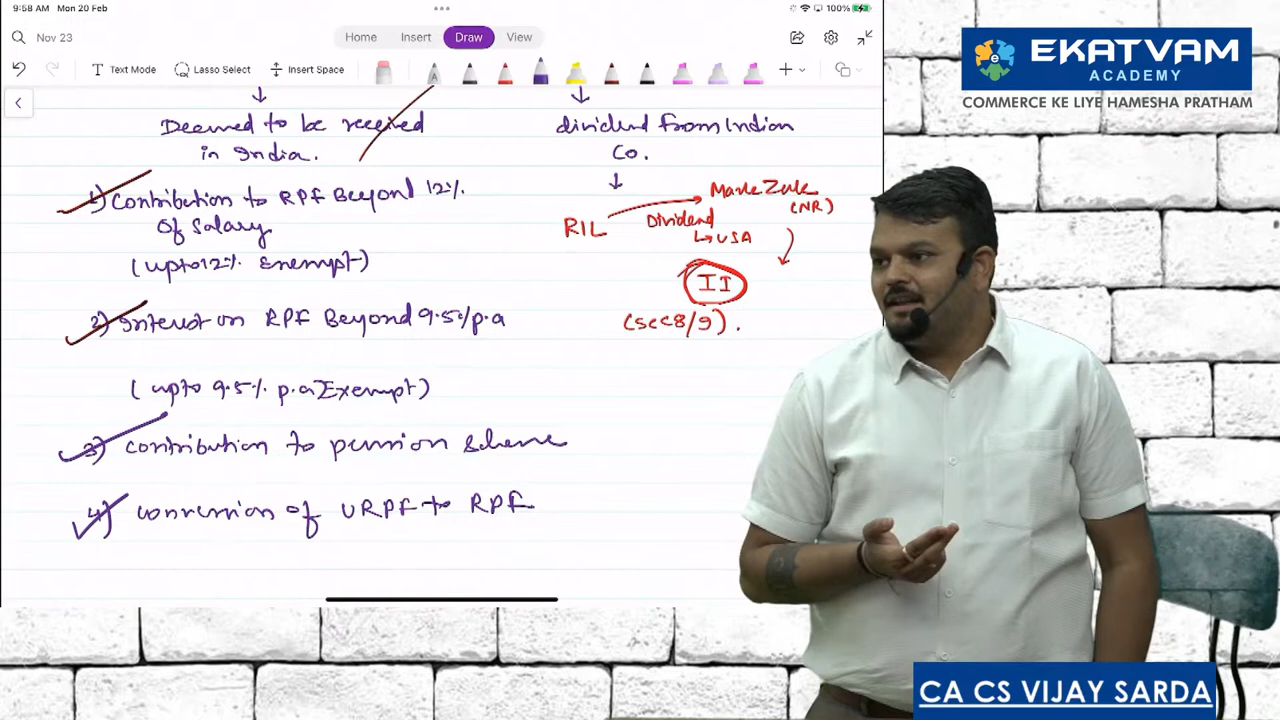 9:58 AM Mon 20 Feb
100%
Nov 23
Home Insert Draw View
Text Mode
Lasso Select
Insert Space
A
Deemed to be received
in India.
1) Contribution to RPF Beyond 12%
Of Salary
(upto 12% Exempt)
2) Interest on RPF Beyond 9.5% p.a
(upto 9.5% p.a Exempt)
3) contribution to pension scheme
4) conversion of URPF to RPF
dividend from Indian
Co.
RIL
Dividend
↳ USA
Mark Zuk
(NR)
II
(sec 8/9).
e
EKATVAM
ACADEMY
COMMERCE KE LIYE HAMESHA PRATHAM
CA CS VIJAY SARDA